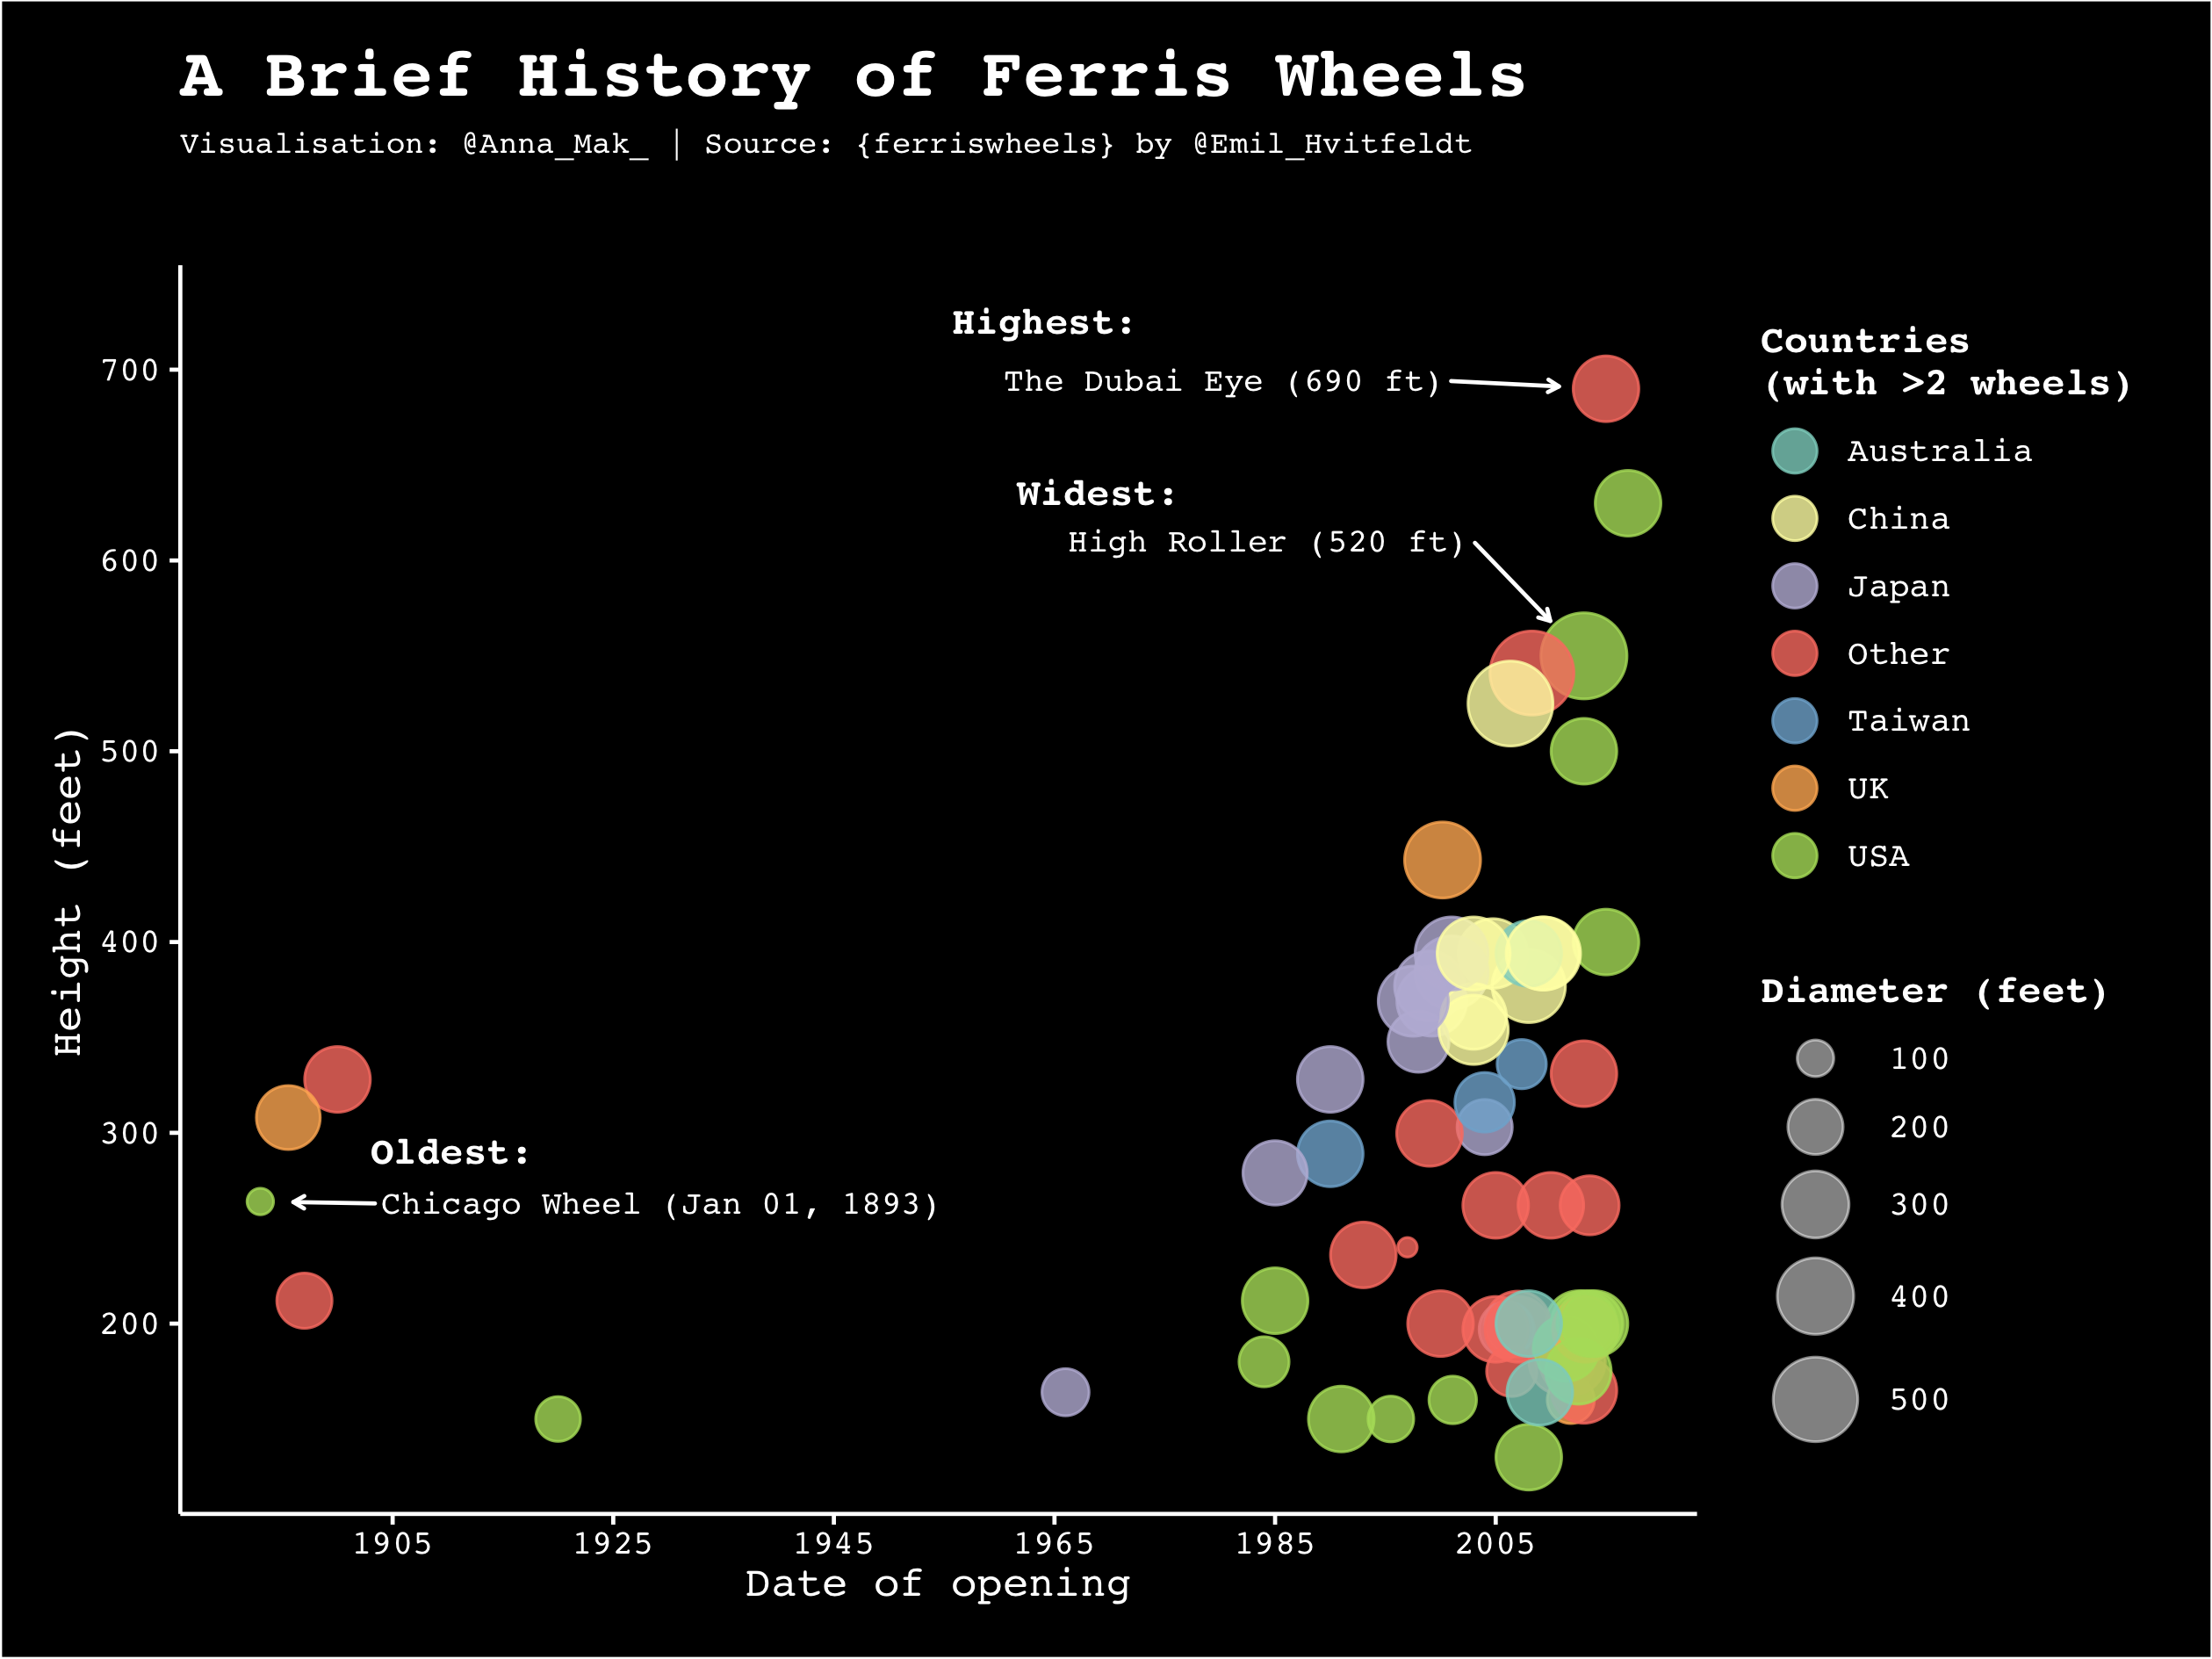 A Brief History of Ferris Wheels
Visualisation: @Anna_Mak_ | Source: {ferriswheels} by @Emil_Hvitfeldt
Highest:
The Dubai Eye (690 ft)
Widest:
High Roller (520 ft)
Oldest:
Chicago Wheel (Jan 01, 1893)
Height (feet)
700
600
500
400
300
200
1905
1925
1945
1965
1985
2005
Date of opening
Countries
(with >2 wheels)
Australia
China
Japan
Other
Taiwan
UK
USA
Diameter (feet)
100
200
300
400
500